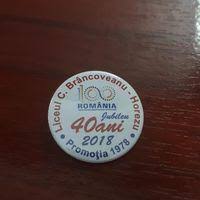 Liceul C. Brâncoveanu - Horezu
100
ROMÂNIA
Jubileu
40ani
2018
• Promoția 1978 •